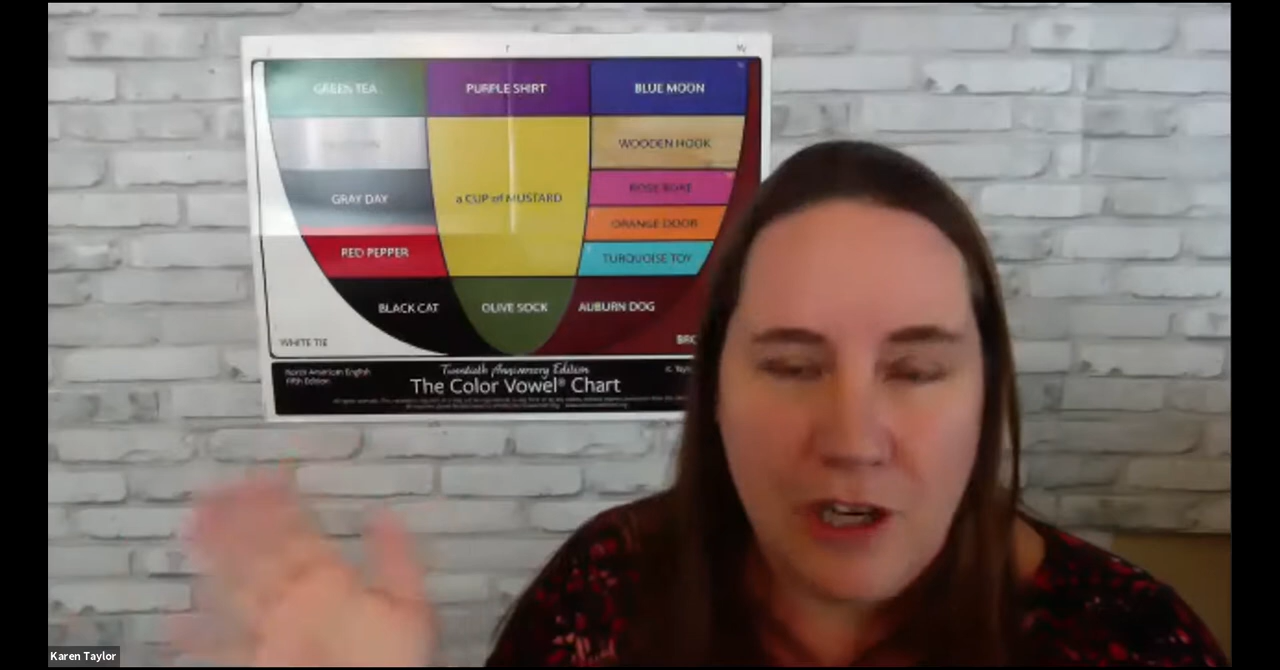 GREEN TEA
PURPLE SHIRT
BLUE MOON
WOODEN HOOK
GRAY DAY
a CUP of MUSTARD
ROSE
ORANGE DOOR
RED PEPPER
TURQUOISE TOY
BLACK CAT
OLIVE SOCK
AUBURN DOG
WHITE TIE
North American English
Fifth Edition
Twentieth Anniversary Edition
The Color Vowel® Chart
Karen Taylor